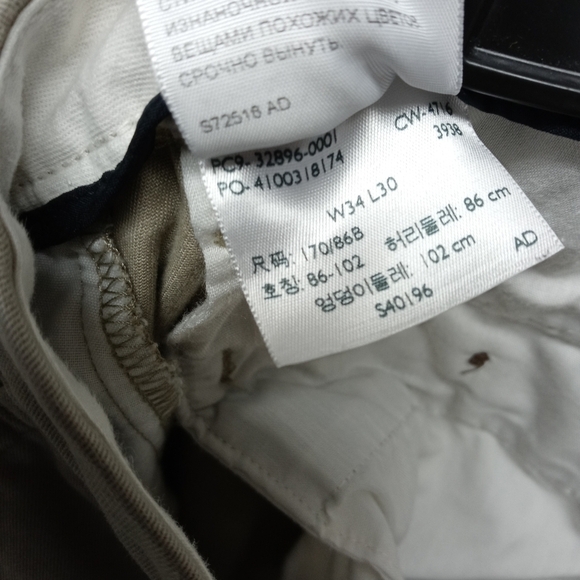 ИЗНАНОЧНОЙ
ВЕЩАМИ ПОХОЖИХ ЦВЕТОВ
СРОЧНО ВЫНУТЬ.
S72518 AD
PC9- 32896-0001 CW-4716
PO- 4100318174 3938
W34 L30
尺码: 170/86B 허리둘레: 86 cm
호칭: 86-102 엉덩이둘레: 102 cm
S40196 AD